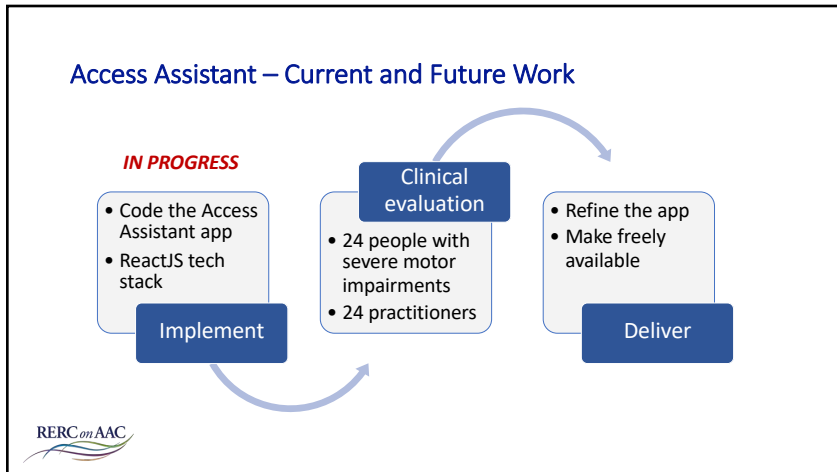 Access Assistant – Current and Future Work
IN PROGRESS
• Code the Access
Assistant app
• ReactJS tech
stack
Implement
Clinical
evaluation
• 24 people with
severe motor
impairments
• 24 practitioners
• Refine the app
• Make freely
available
Deliver
RERC on AAC